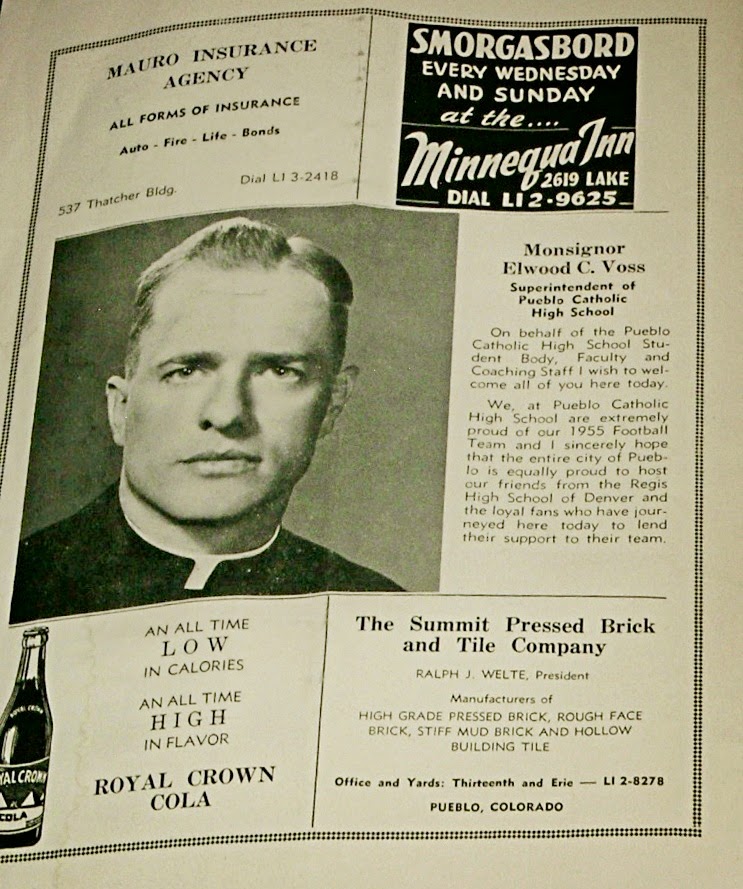 MAURO INSURANCE
AGENCY
ALL FORMS OF INSURANCE
Auto - Fire - Life - Bonds
537 Thatcher Bldg.
Dial LI 3-2418
SMORGASBORD
EVERY WEDNESDAY
AND SUNDAY
at the....
Minnequa Inn
2619 LAKE
DIAL LI 2-9625
Monsignor
Elwood C. Voss
Superintendent of
Pueblo Catholic
High School
On behalf of the Pueblo
Catholic High School Stu-
dent Body, Faculty and
Coaching Staff I wish to wel-
come all of you here today.
We, at Pueblo Catholic
High School are extremely
proud of our 1955 Football
Team and I sincerely hope
that the entire city of Pueb-
lo is equally proud to host
our friends from the Regis
High School of Denver and
the loyal fans who have jour-
neyed here today to lend
their support to their team.
AN ALL TIME
LOW
IN CALORIES
AN ALL TIME
HIGH
IN FLAVOR
ROYAL CROWN
COLA
YAL CROWN
COLA
The Summit Pressed Brick
and Tile Company
RALPH J. WELTE, President
Manufacturers of
HIGH GRADE PRESSED BRICK, ROUGH FACE
BRICK, STIFF MUD BRICK AND HOLLOW
BUILDING TILE
Office and Yards: Thirteenth and Erie — LI 2-8278
PUEBLO, COLORADO